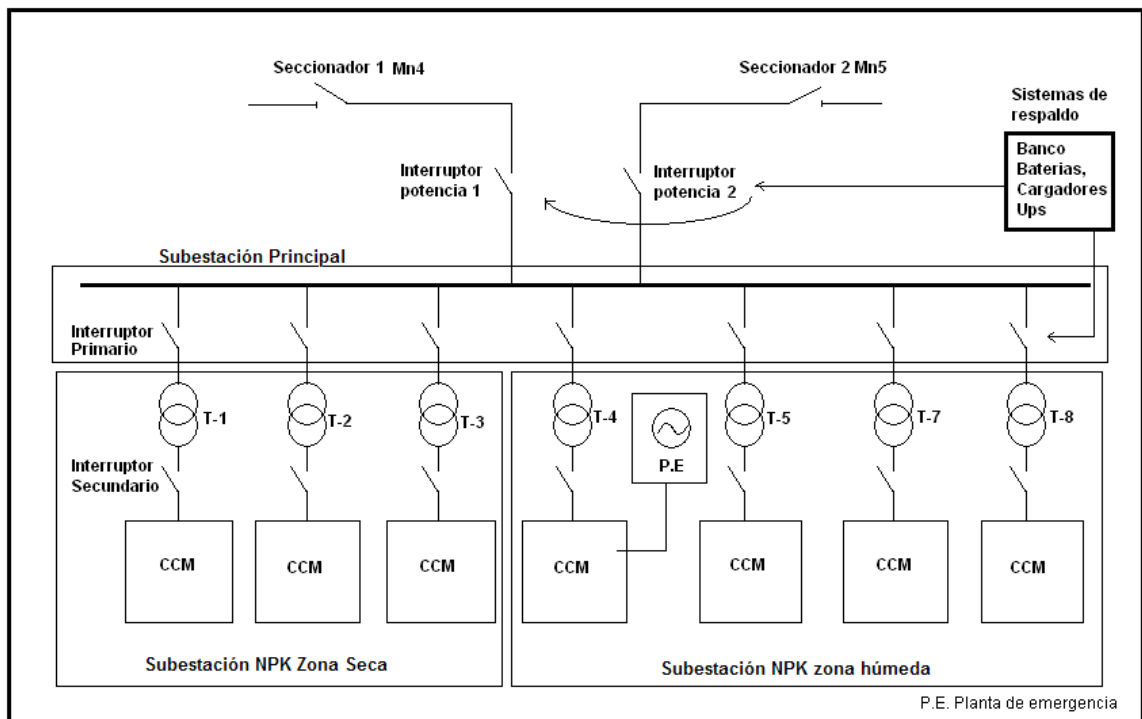 Seccionador 1 Mn4
Seccionador 2 Mn5
Sistemas de
respaldo
Banco
Baterias,
Cargadores
Ups
Interruptor
potencia 1
Interruptor
potencia 2
Subestación Principal
Interruptor
Primario
T-1
T-2
T-3
T-4
T-5
T-7
T-8
P.E
Interruptor
Secundario
CCM
CCM
CCM
CCM
CCM
CCM
CCM
Subestación NPK Zona Seca
Subestación NPK zona húmeda
P.E. Planta de emergencia